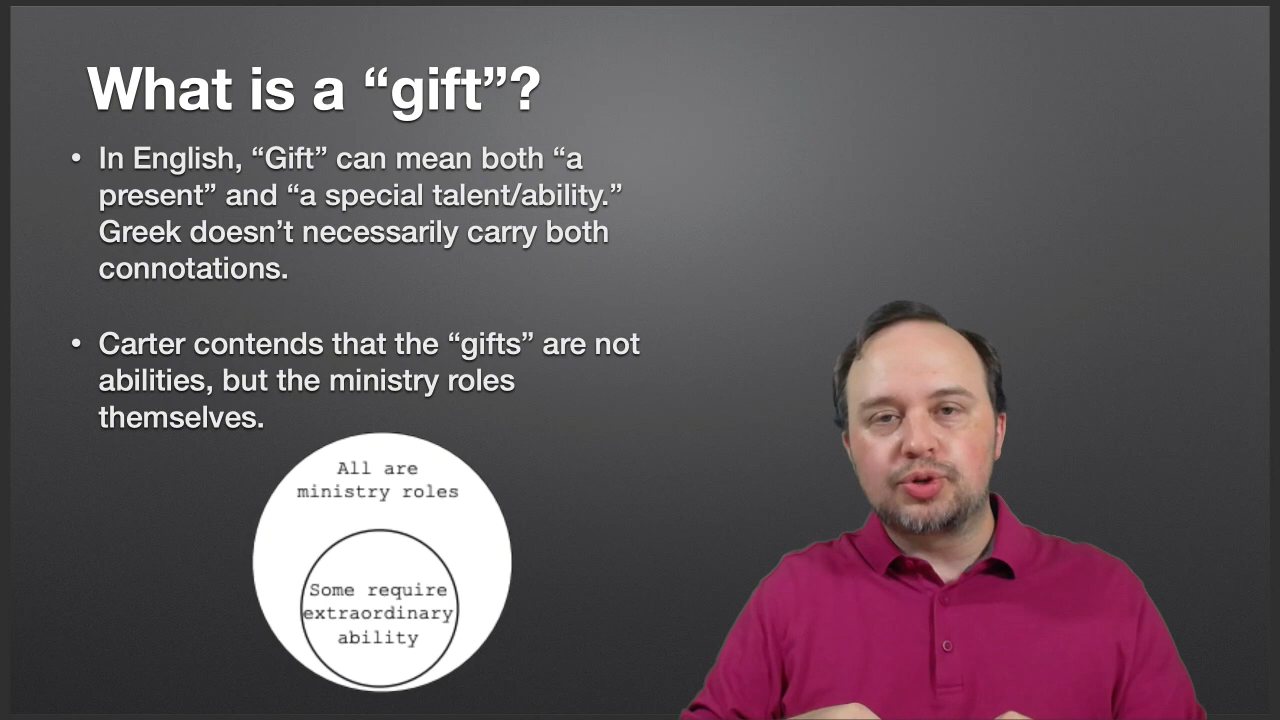 What is a “gift”?
• In English, “Gift” can mean both “a
present” and “a special talent/ability.”
Greek doesn’t necessarily carry both
connotations.
• Carter contends that the “gifts” are not
abilities, but the ministry roles
themselves.
All are
ministry roles
Some require
extraordinary
ability